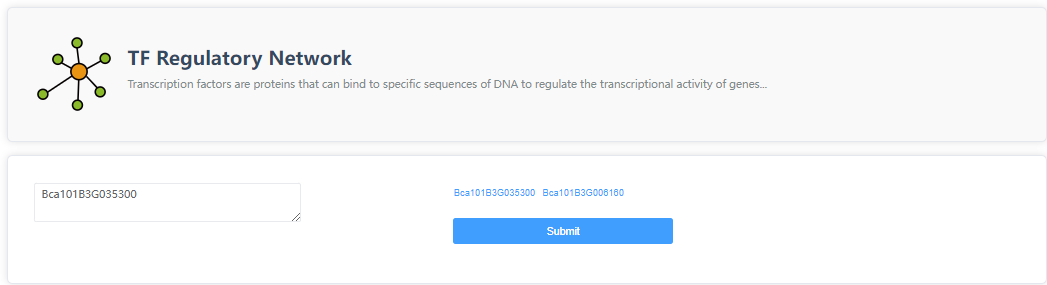 TF Regulatory Network
Transcription factors are proteins that can bind to specific sequences of DNA to regulate the transcriptional activity of genes...
Bca101B3G035300
Bca101B3G035300 Bca101B3G006160
Submit